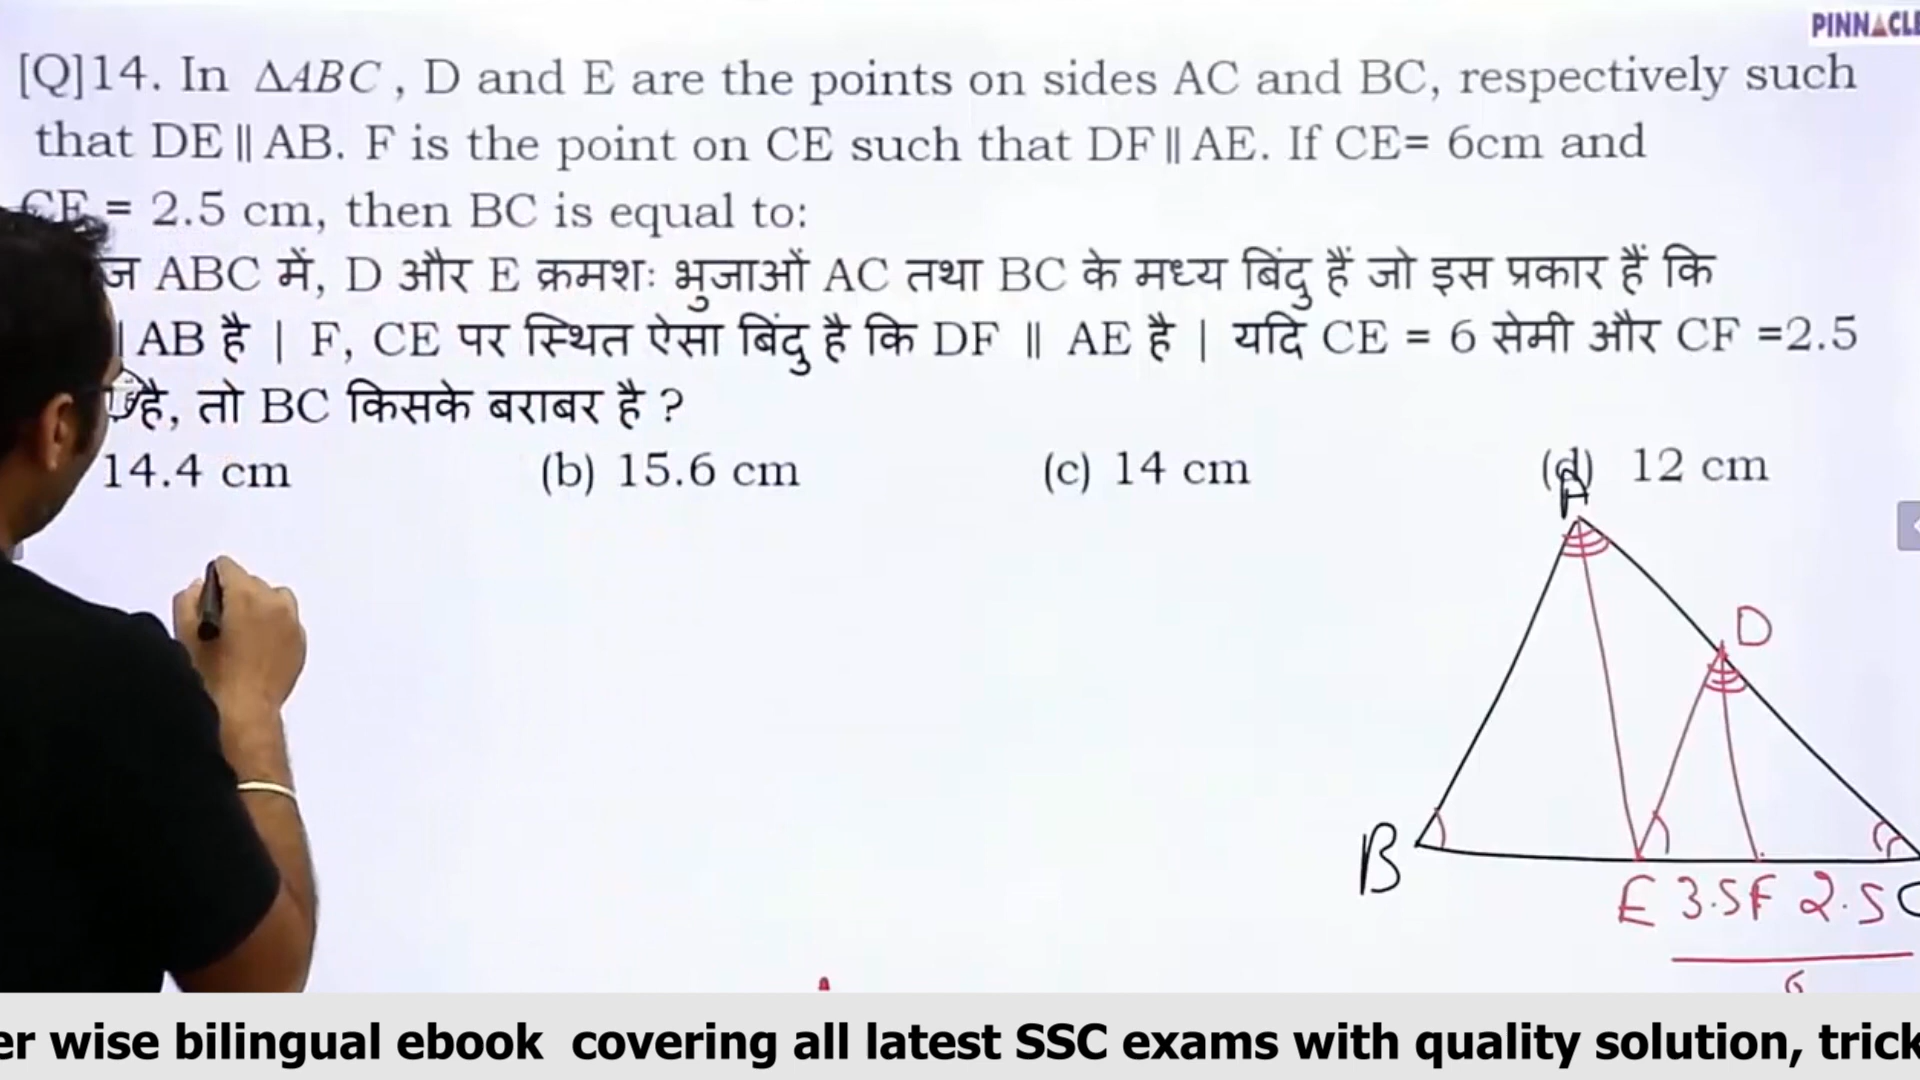 PINNACLE
[Q]14. In ΔABC , D and E are the points on sides AC and BC, respectively such
that DE || AB. F is the point on CE such that DF || AE. If CE= 6cm and
= 2.5 cm, then BC is equal to:
ABC में, D और E क्रमशः भुजाओं AC तथा BC के मध्य बिंदु हैं जो इस प्रकार हैं कि
| AB है | F, CE पर स्थित ऐसा बिंदु है कि DF || AE है | यदि CE = 6 सेमी और CF =2.5
है, तो BC किसके बराबर है ?
14.4 cm (b) 15.6 cm (c) 14 cm (d) 12 cm
A
D
B
E 3.5 F 2.5 C
6
er wise bilingual ebook covering all latest SSC exams with quality solution, trick